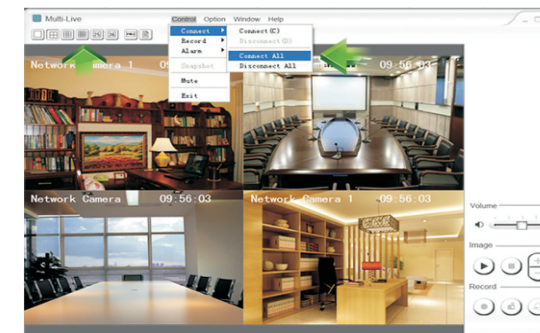 Multi-Live
Control Option Window Help
Connect Connect(C)
Record Disconnect(D)
Alarm Connect All
Snapshot Disconnect All
Mute
Exit
Network Camera 1 09:56:03
Network Camera 09:56:03
Network Camera 1 09:56:03
Volume
Image
Record